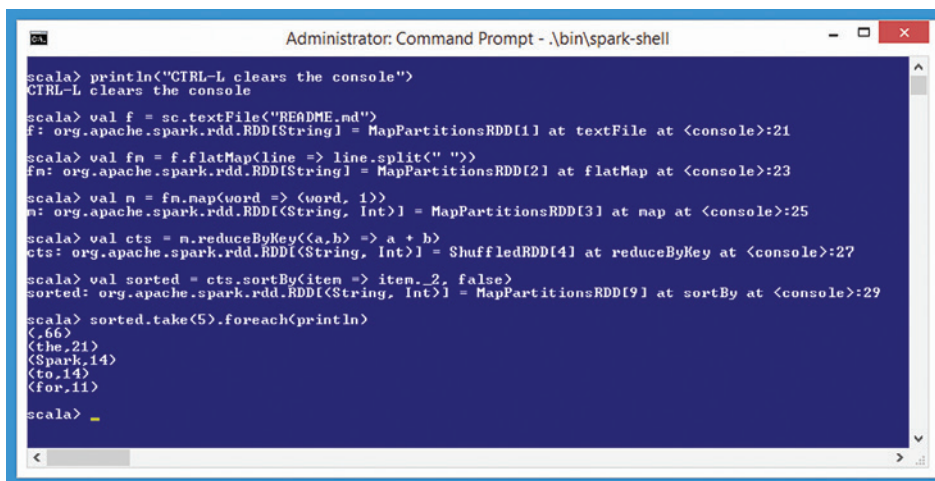 Administrator: Command Prompt - .\bin\spark-shell
scala> println("CTRL-L clears the console")
CTRL-L clears the console
scala> val f = sc.textFile("README.md")
f: org.apache.spark.rdd.RDD[String] = MapPartitionsRDD[1] at textFile at <console>:21
scala> val fm = f.flatMap(line => line.split(" "))
fm: org.apache.spark.rdd.RDD[String] = MapPartitionsRDD[2] at flatMap at <console>:23
scala> val m = fm.map(word => (word, 1))
m: org.apache.spark.rdd.RDD[(String, Int)] = MapPartitionsRDD[3] at map at <console>:25
scala> val cts = m.reduceByKey((a,b) => a + b)
cts: org.apache.spark.rdd.RDD[(String, Int)] = ShuffledRDD[4] at reduceByKey at <console>:27
scala> val sorted = cts.sortBy(item => item._2, false)
sorted: org.apache.spark.rdd.RDD[(String, Int)] = MapPartitionsRDD[9] at sortBy at <console>:29
scala> sorted.take(5).foreach(println)
(,66)
(the,21)
(Spark,14)
(to,14)
(for,11)
scala> _